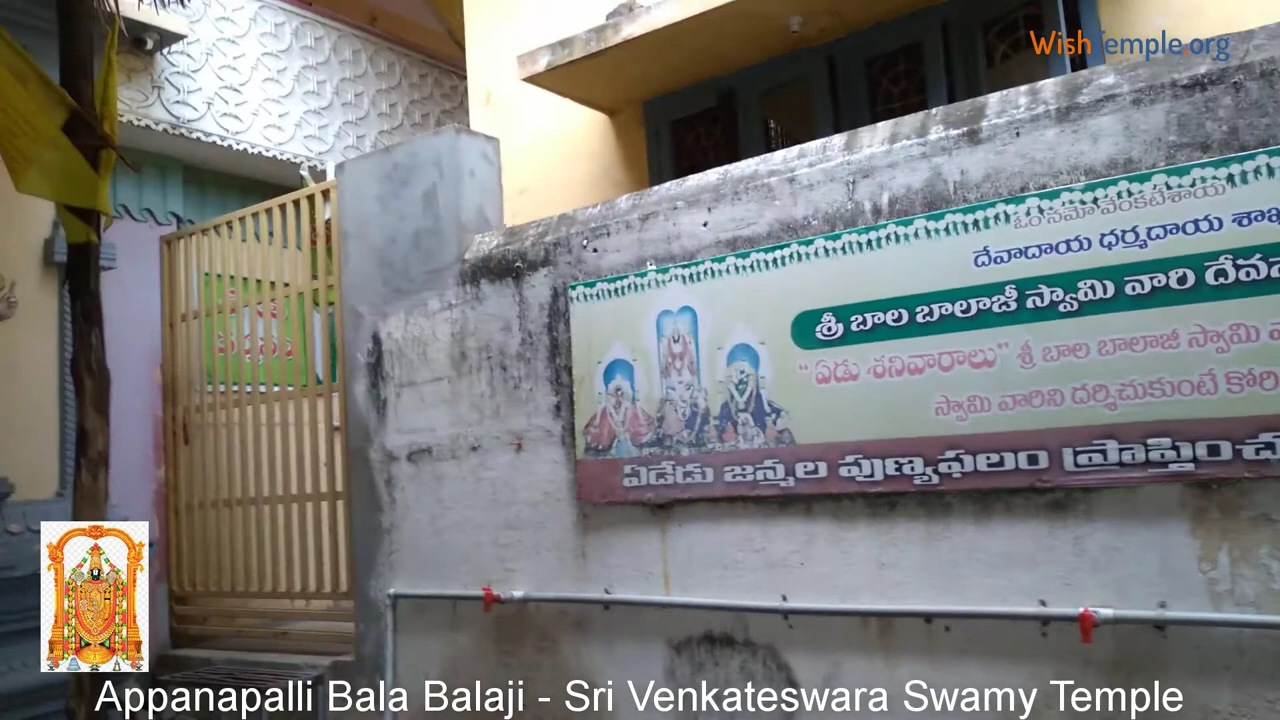 WishTemple.org
ఓం నమో వేంకటేశాయ
దేవాదాయ ధర్మదాయ
శ్రీ బాల బాలాజీ స్వామి వారి
"ఏడు శనివారాలు" శ్రీ బాల బాలాజీ స్వామి
స్వామి వారిని దర్శిచుకుంటే
ఏడేడు జన్మల పుణ్యఫలం
Appanapalli Bala Balaji - Sri Venkateswara Swamy Temple